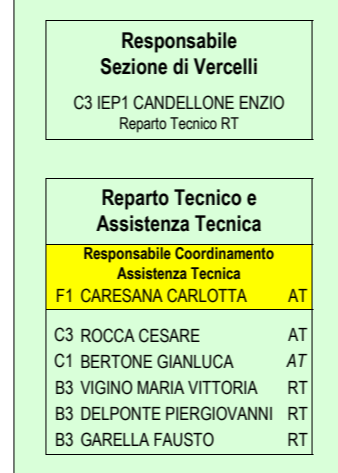 Responsabile
Sezione di Vercelli
C3 IEP1 CANDELLONE ENZIO
Reparto Tecnico RT
Reparto Tecnico e
Assistenza Tecnica
Responsabile Coordinamento
Assistenza Tecnica
F1 CARESANA CARLOTTA AT
C3 ROCCA CESARE AT
C1 BERTONE GIANLUCA AT
B3 VIGINO MARIA VITTORIA RT
B3 DELPONTE PIERGIOVANNI RT
B3 GARELLA FAUSTO RT